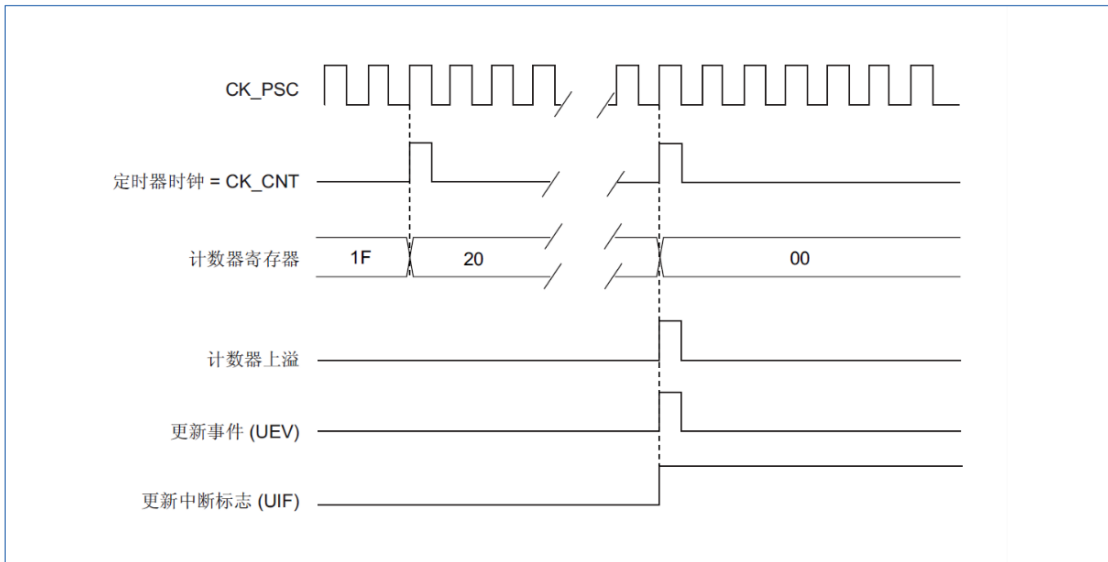 CK_PSC
定时器时钟 = CK_CNT
计数器寄存器 1F 20 00
计数器上溢
更新事件 (UEV)
更新中断标志 (UIF)